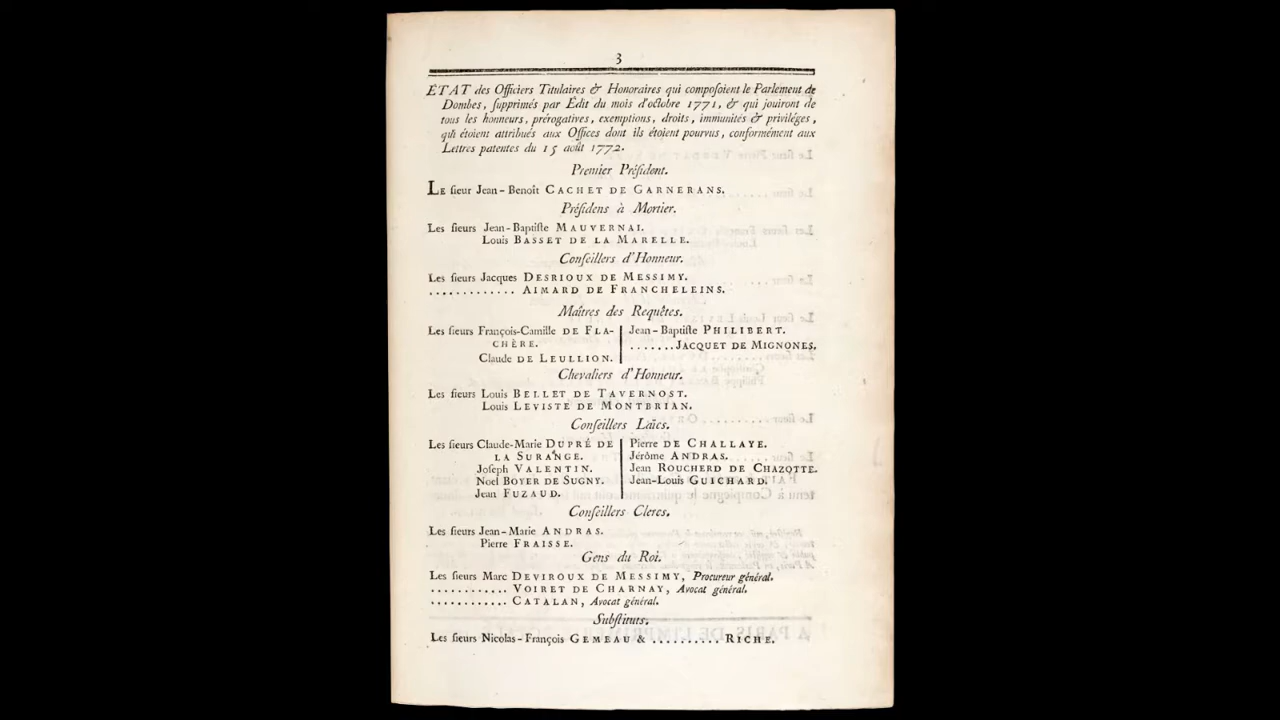 3
ÉTAT des Officiers Titulaires & Honoraires qui compoſoient le Parlement de
Dombes, ſupprimés par Édit du mois d'octobre 1771, & qui jouiront de
tous les honneurs, prérogatives, exemptions, droits, immunités & priviléges,
qui étoient attribués aux Offices dont ils étoient pourvus, conformément aux
Lettres patentes du 15 août 1772.
Premier Préſident.
LE ſieur Jean-Benoît CACHET DE GARNERANS.
Préſidens à Mortier.
Les ſieurs Jean-Baptiſte MAUVERNAI.
Louis BASSET DE LA MARELLE.
Conſeillers d'Honneur.
Les ſieurs Jacques DESRIOUX DE MESSIMY.
............. AIMARD DE FRANCHELEINS.
Maîtres des Requêtes.
Les ſieurs François-Camille DE FLA-
CHÈRE.
Claude DE LEULLION.
Jean-Baptiſte PHILIBERT.
.......JACQUET DE MIGNONES.
Chevaliers d'Honneur.
Les ſieurs Louis BELLET DE TAVERNOST.
Louis LEVISTE DE MONTBRIAN.
Conſeillers Laïcs.
Les ſieurs Claude-Marie DUPRÉ DE
LA SURANGE.
Joſeph VALENTIN.
Noel BOYER DE SUGNY.
Jean FUZAUD.
Pierre DE CHALLAYE.
Jérôme ANDRAS.
Jean ROUCHERD DE CHAZOTTE.
Jean-Louis GUICHARD.
Conſeillers Clercs.
Les ſieurs Jean-Marie ANDRAS.
Pierre FRAISSE.
Gens du Roi.
Les ſieurs Marc DEVIROUX DE MESSIMY, Procureur général.
............ VOIRET DE CHARNAY, Avocat général.
............ CATALAN, Avocat général.
Subſtituts.
Les ſieurs Nicolas-François GEMEAU & .......... RICHE.